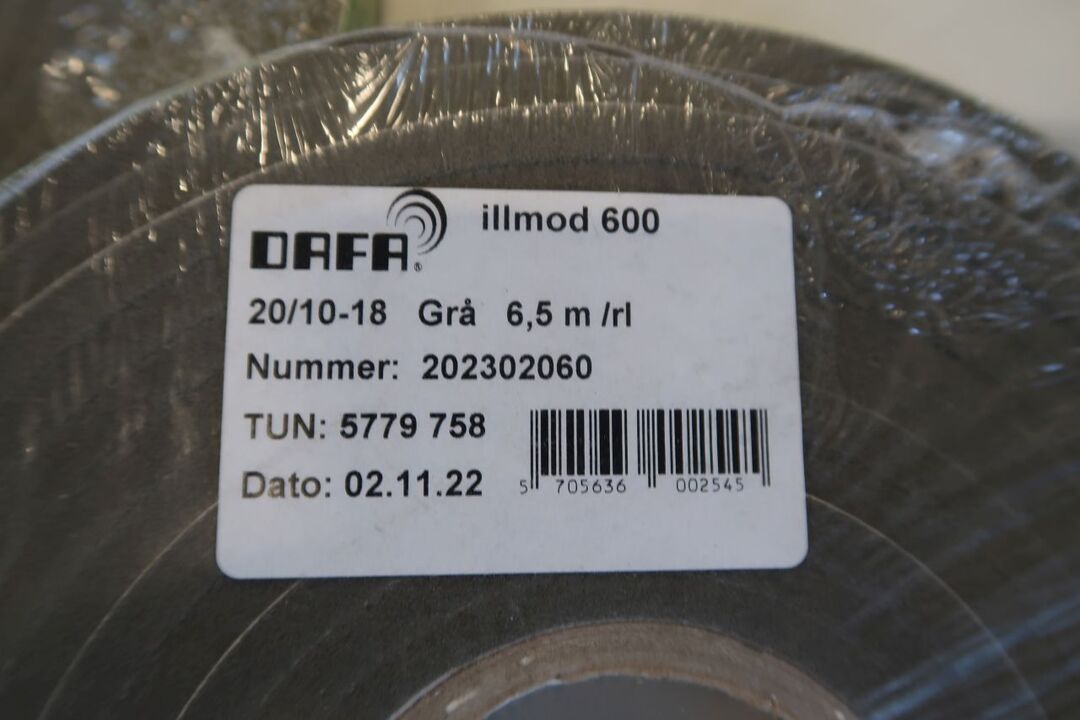 DAFA®
illmod 600
20/10-18 Grå 6,5 m /rl
Nummer: 202302060
TUN: 5779 758
Dato: 02.11.22
5 705636 002545